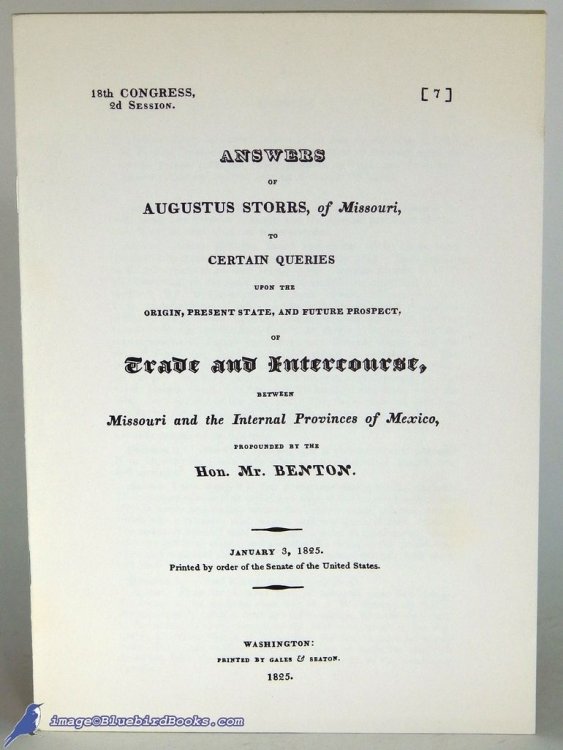 18th CONGRESS,
2d SESSION.
[ 7 ]
ANSWERS
OF
AUGUSTUS STORRS, of Missouri,
TO
CERTAIN QUERIES
UPON THE
ORIGIN, PRESENT STATE, AND FUTURE PROSPECT,
OF
Trade and Intercourse,
BETWEEN
Missouri and the Internal Provinces of Mexico,
PROPOUNDED BY THE
Hon. Mr. BENTON.
JANUARY 3, 1825.
Printed by order of the Senate of the United States.
WASHINGTON:
PRINTED BY GALES & SEATON.
1825.
image©BluebirdBooks.com